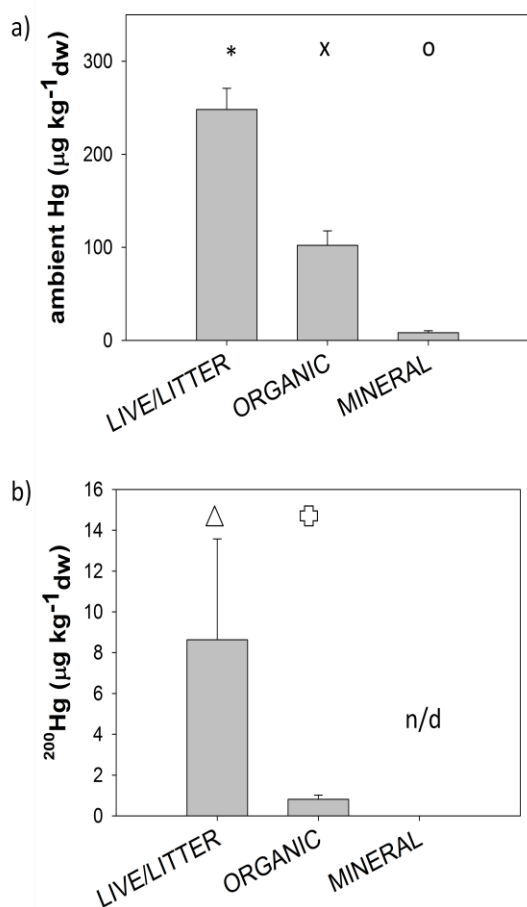 a)
* x o
ambient Hg (µg kg⁻¹dw)
300
200
100
0
LIVE/LITTER
ORGANIC
MINERAL
b)
²⁰⁰Hg (µg kg⁻¹dw)
16
14
12
10
8
6
4
2
0
n/d
LIVE/LITTER
ORGANIC
MINERAL